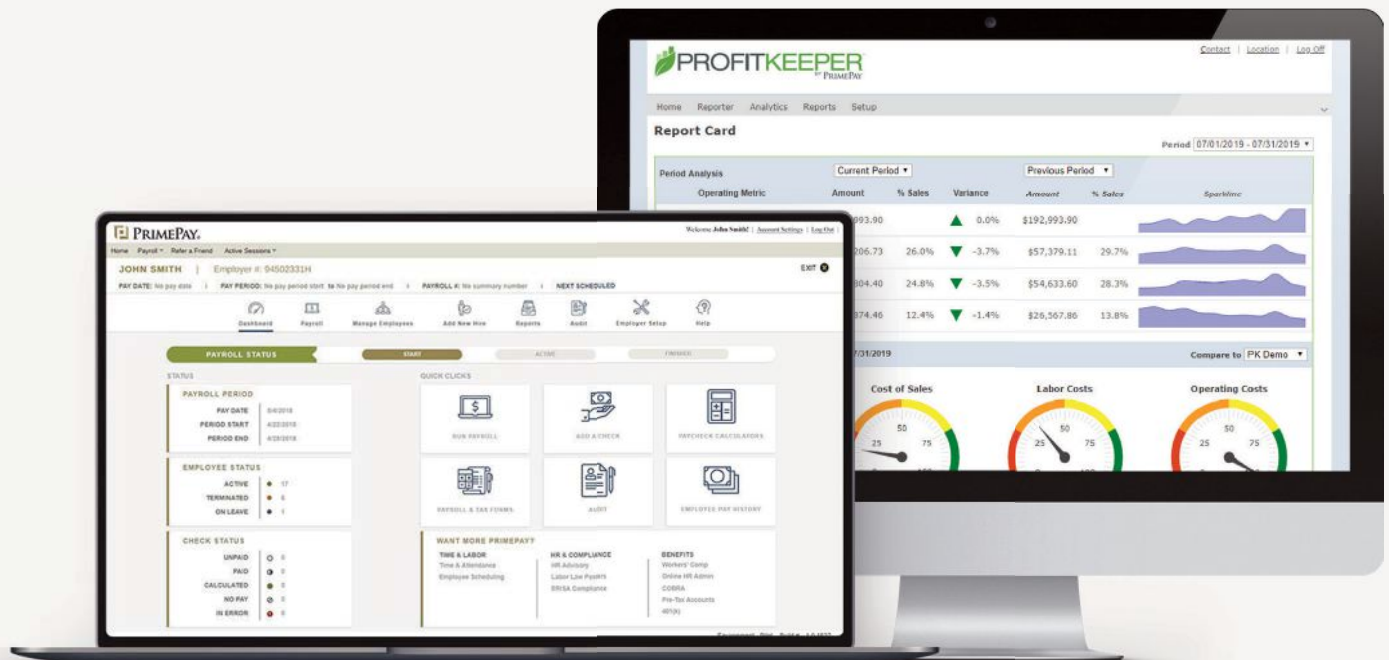 PROFITKEEPER
BY PRIMEPAY
Contact | Location | Log Off
Home Reporter Analytics Reports Setup
Report Card
Period 07/01/2019 - 07/31/2019
Period Analysis Current Period Previous Period
Operating Metric Amount % Sales Variance Amount % Sales Sparkline
993.90 0.0% $192,993.90
206.73 26.0% -3.7% $57,379.11 29.7%
304.40 24.8% -3.5% $54,633.60 28.3%
374.46 12.4% -1.4% $26,567.86 13.8%
7/31/2019 Compare to PK Demo
Cost of Sales Labor Costs Operating Costs
25 50 75
25 50 75
25 50 75
PRIMEPAY.
Welcome John Smith! | Account Settings | Log Out |
Home Payroll Refer a Friend Active Sessions
JOHN SMITH | Employer #: 94502331H
EXIT
PAY DATE: No pay date | PAY PERIOD: No pay period start to No pay period end | PAYROLL #: No summary number | NEXT SCHEDULED
Dashboard Payroll Manage Employees Add New Hire Reports Audit Employer Setup Help
PAYROLL STATUS START ACTIVE FINISHED
STATUS
PAYROLL PERIOD
PAY DATE
PERIOD START
PERIOD END
EMPLOYEE STATUS
ACTIVE 17
TERMINATED
ON LEAVE 1
CHECK STATUS
UNPAID 0
PAID 0
CALCULATED 0
NO PAY 0
IN ERROR 0
QUICK CLICKS
RUN PAYROLL ADD A CHECK PAYCHECK CALCULATORS
PAYROLL & TAX FORMS AUDIT EMPLOYEE PAY HISTORY
WANT MORE PRIMEPAY?
TIME & LABOR
Time & Attendance
Employee Scheduling
HR & COMPLIANCE
HR Advisory
Labor Law Posters
ERISA Compliance
BENEFITS
Workers' Comp
Online HR Admin
COBRA
Pre-Tax Accounts
401(k)